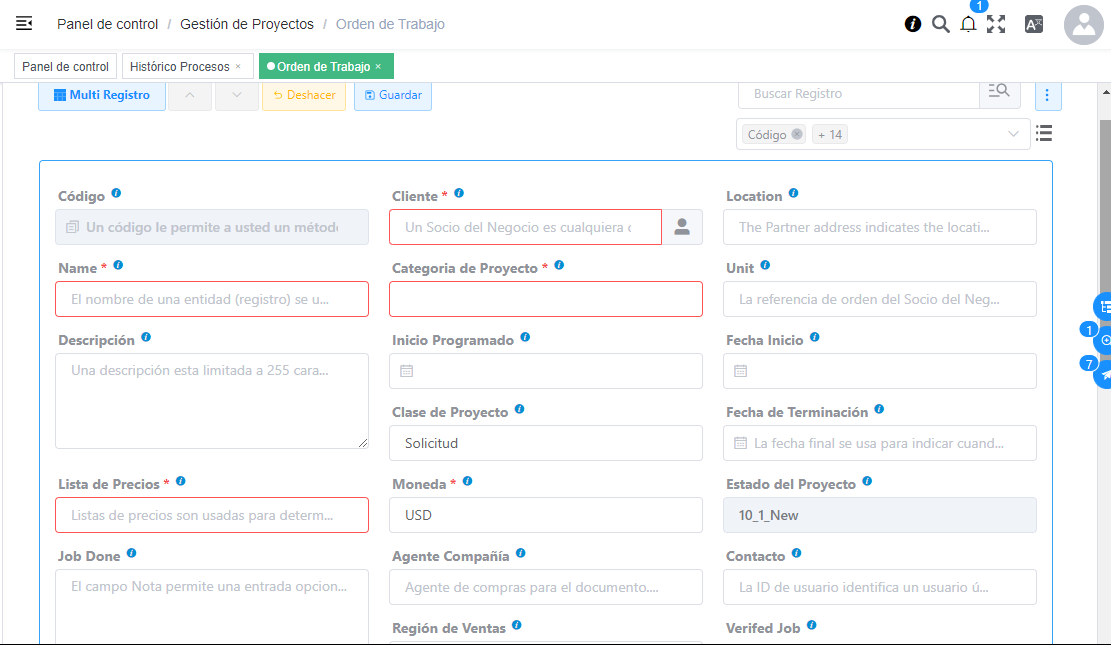 Panel de control / Gestión de Proyectos / Orden de Trabajo
1
Panel de control
Histórico Procesos ×
Orden de Trabajo ×
Multi Registro
Deshacer
Guardar
Buscar Registro
Código
+ 14
Código
Cliente *
Location
Un código le permite a usted un método
Un Socio del Negocio es cualquiera c
The Partner address indicates the locati...
Name *
Categoria de Proyecto *
Unit
El nombre de una entidad (registro) se u...
La referencia de orden del Socio del Neg...
Descripción
Inicio Programado
Fecha Inicio
Una descripción esta limitada a 255 cara...
1
Clase de Proyecto
Fecha de Terminación
7
Solicitud
La fecha final se usa para indicar cuand...
Lista de Precios *
Moneda *
Estado del Proyecto
Listas de precios son usadas para determ...
USD
10_1_New
Job Done
Agente Compañía
Contacto
El campo Nota permite una entrada opcion...
Agente de compras para el documento....
La ID de usuario identifica un usuario ú...
Región de Ventas
Verifed Job